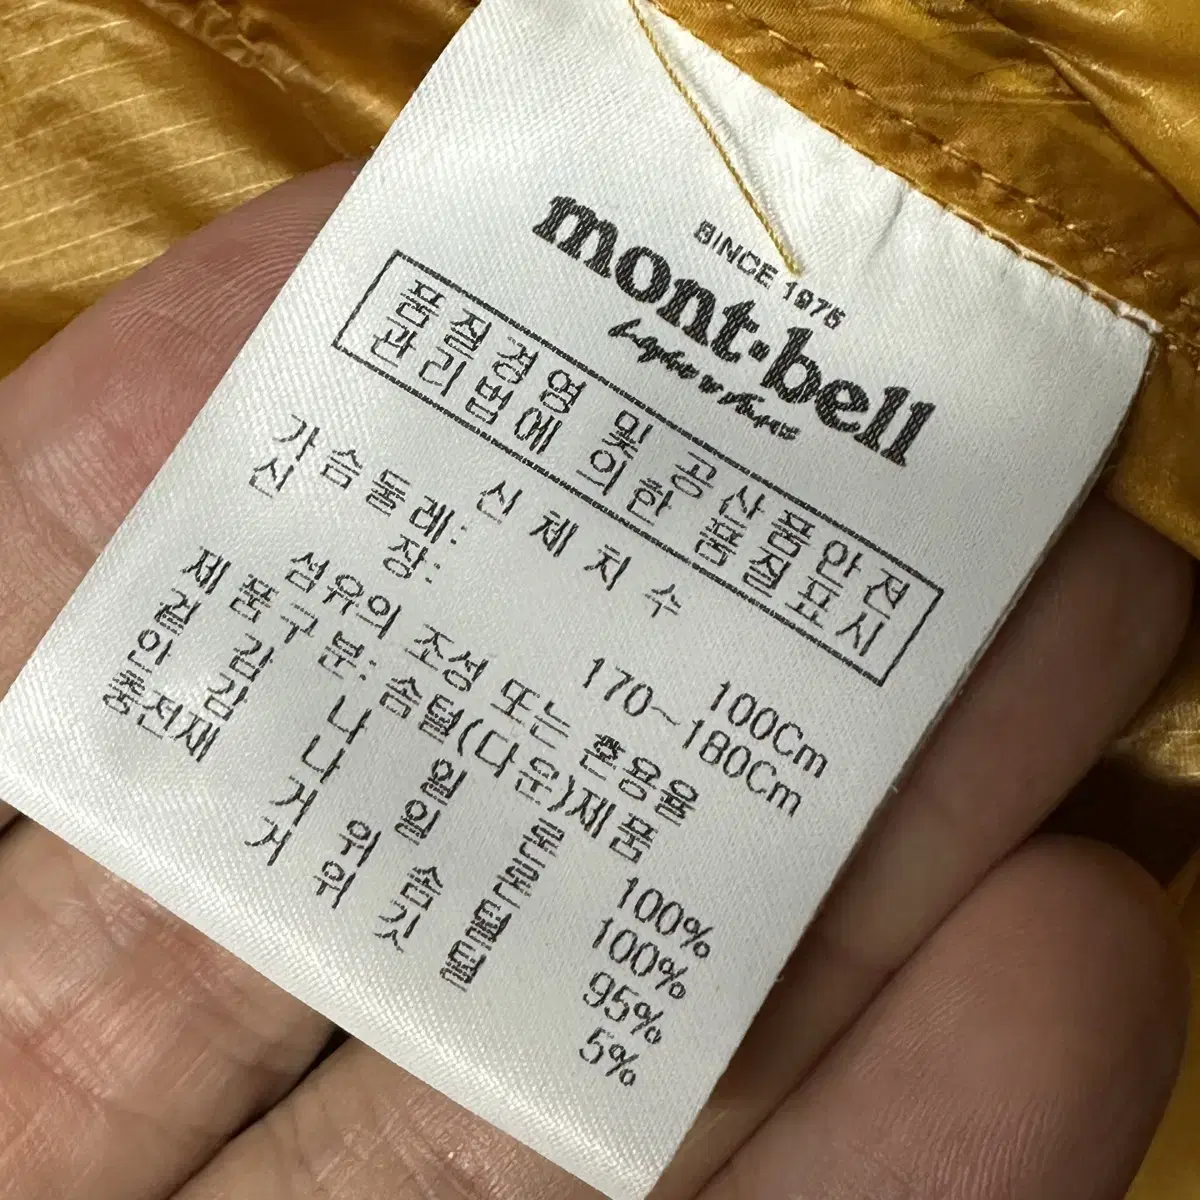 SINCE 1975
mont·bell
품질경영 및 공산품안전
관리법에 의한 품질표시
신체치수
가슴둘레: 100Cm
신 장: 170~180Cm
섬유의 조성 또는 혼용율
제품구분: 솜털(다운)제품
겉 감 나 일 론 100%
안 감 나 일 론 100%
충전재 거 위 솜 털 95%
거 위 깃 털 5%